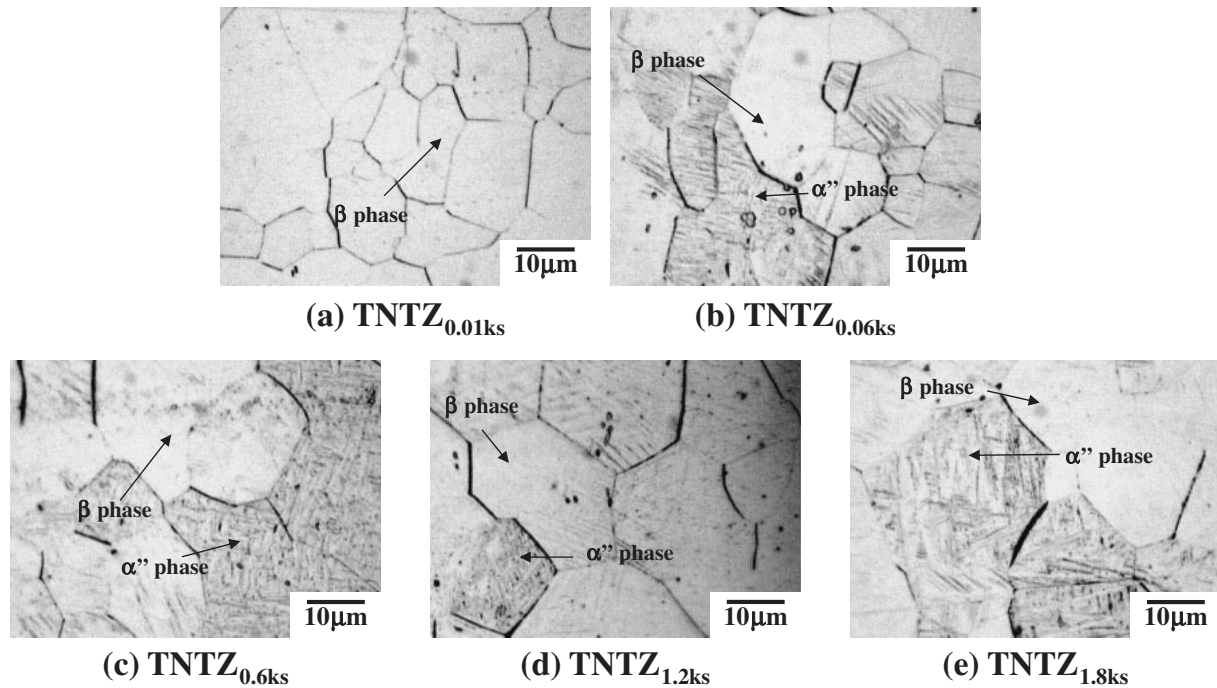 β phase
10μm
(a) TNTZ0.01ks
β phase
α’’ phase
10μm
(b) TNTZ0.06ks
β phase
α’’ phase
10μm
(c) TNTZ0.6ks
β phase
α’’ phase
10μm
(d) TNTZ1.2ks
β phase
α’’ phase
10μm
(e) TNTZ1.8ks